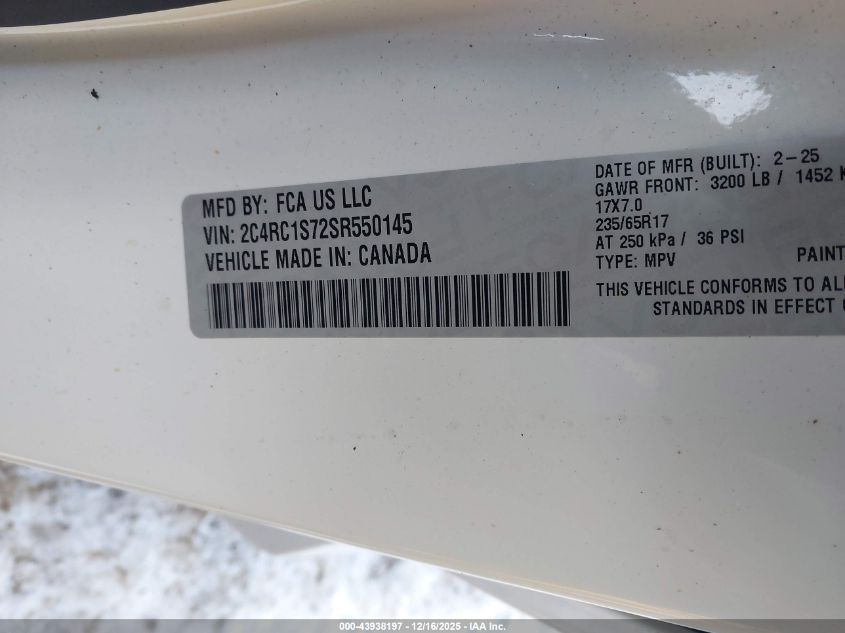 MFD BY: FCA US LLC
VIN: 2C4RC1S72SR550145
VEHICLE MADE IN: CANADA
DATE OF MFR (BUILT): 2-25
GAWR FRONT: 3200 LB / 1452 K
17X7.0
235/65R17
AT 250 kPa / 36 PSI
TYPE: MPV PAINT
THIS VEHICLE CONFORMS TO ALL
STANDARDS IN EFFECT
000-43938197 - 12/16/2025 - IAA, Inc.